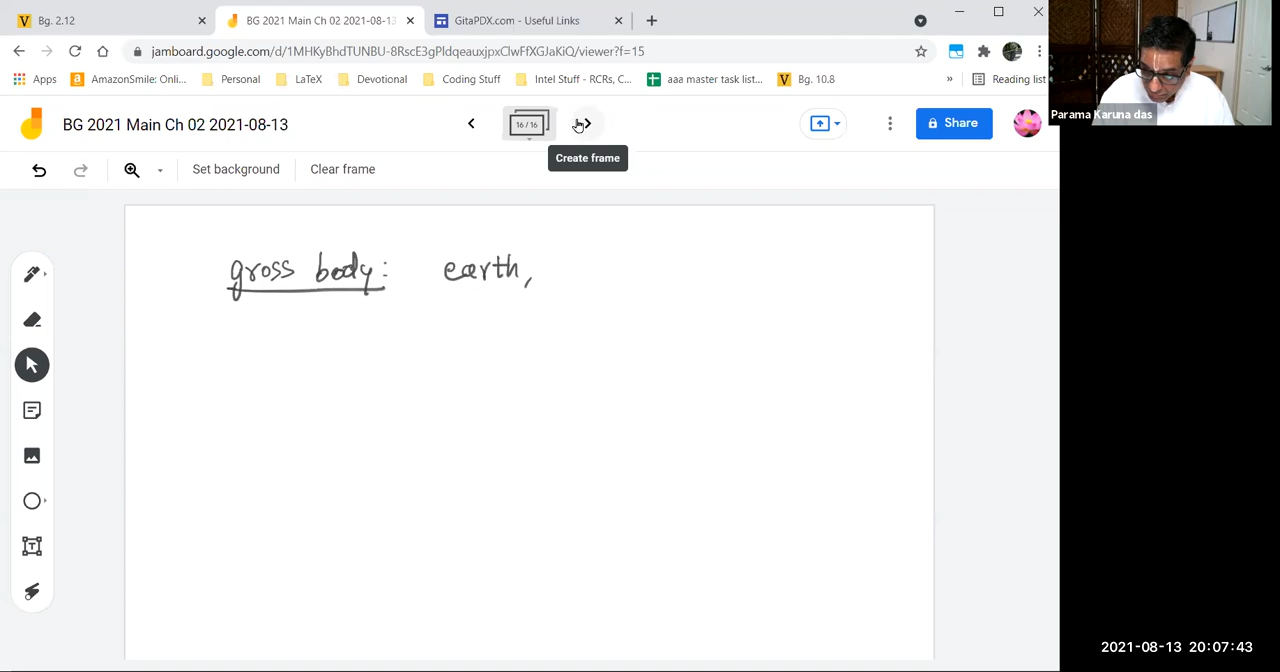 Bg. 2.12
BG 2021 Main Ch 02 2021-08-13
GitaPDX.com - Useful Links
jamboard.google.com/d/1MHKyBhdTUNBU-8RscE3gPldqeauxjpxClwFfXGJaKiQ/viewer?f=15
Apps AmazonSmile: Onli... Personal LaTeX Devotional Coding Stuff Intel Stuff - RCRs, C... aaa master task list... Bg. 10.8 » Reading list
Parama Karuna das
BG 2021 Main Ch 02 2021-08-13
16 / 16
Share
Create frame
Set background Clear frame
gross body: earth,
2021-08-13 20:07:43